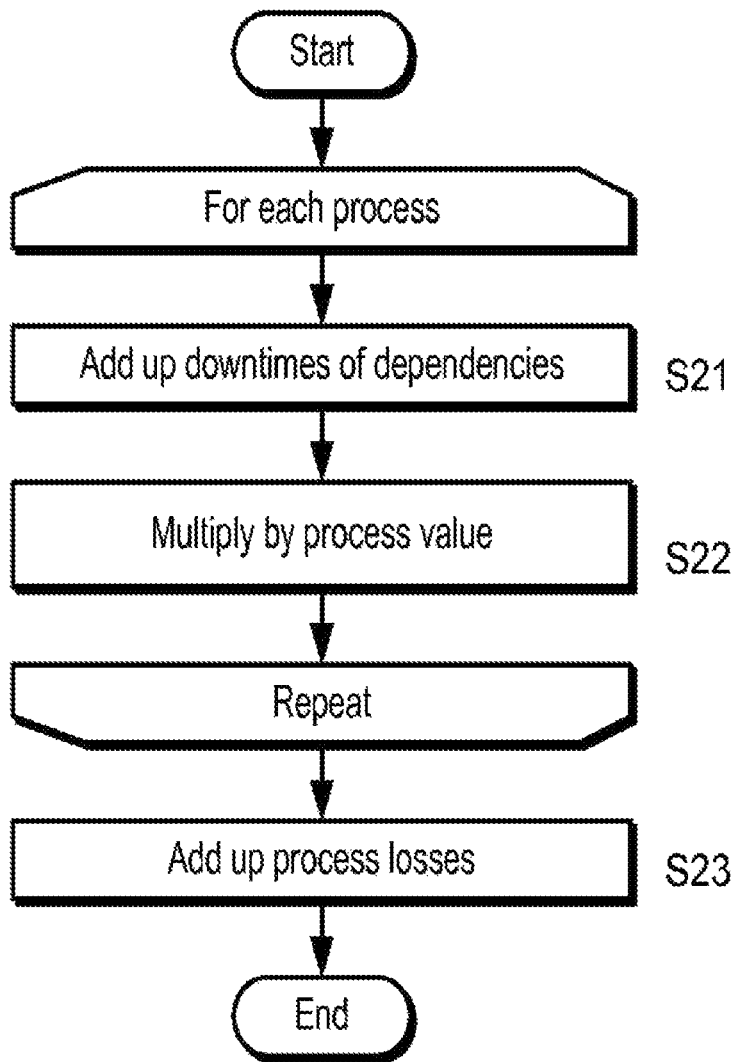 Start
For each process
Add up downtimes of dependencies
S21
Multiply by process value
S22
Repeat
Add up process losses
S23
End